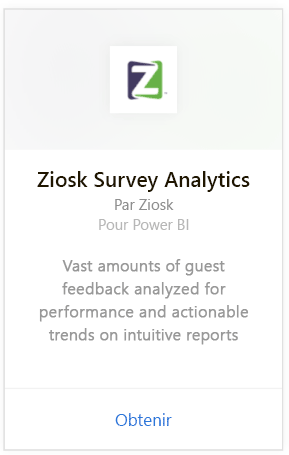 Z
Ziosk Survey Analytics
Par Ziosk
Pour Power BI
Vast amounts of guest
feedback analyzed for
performance and actionable
trends on intuitive reports
Obtenir